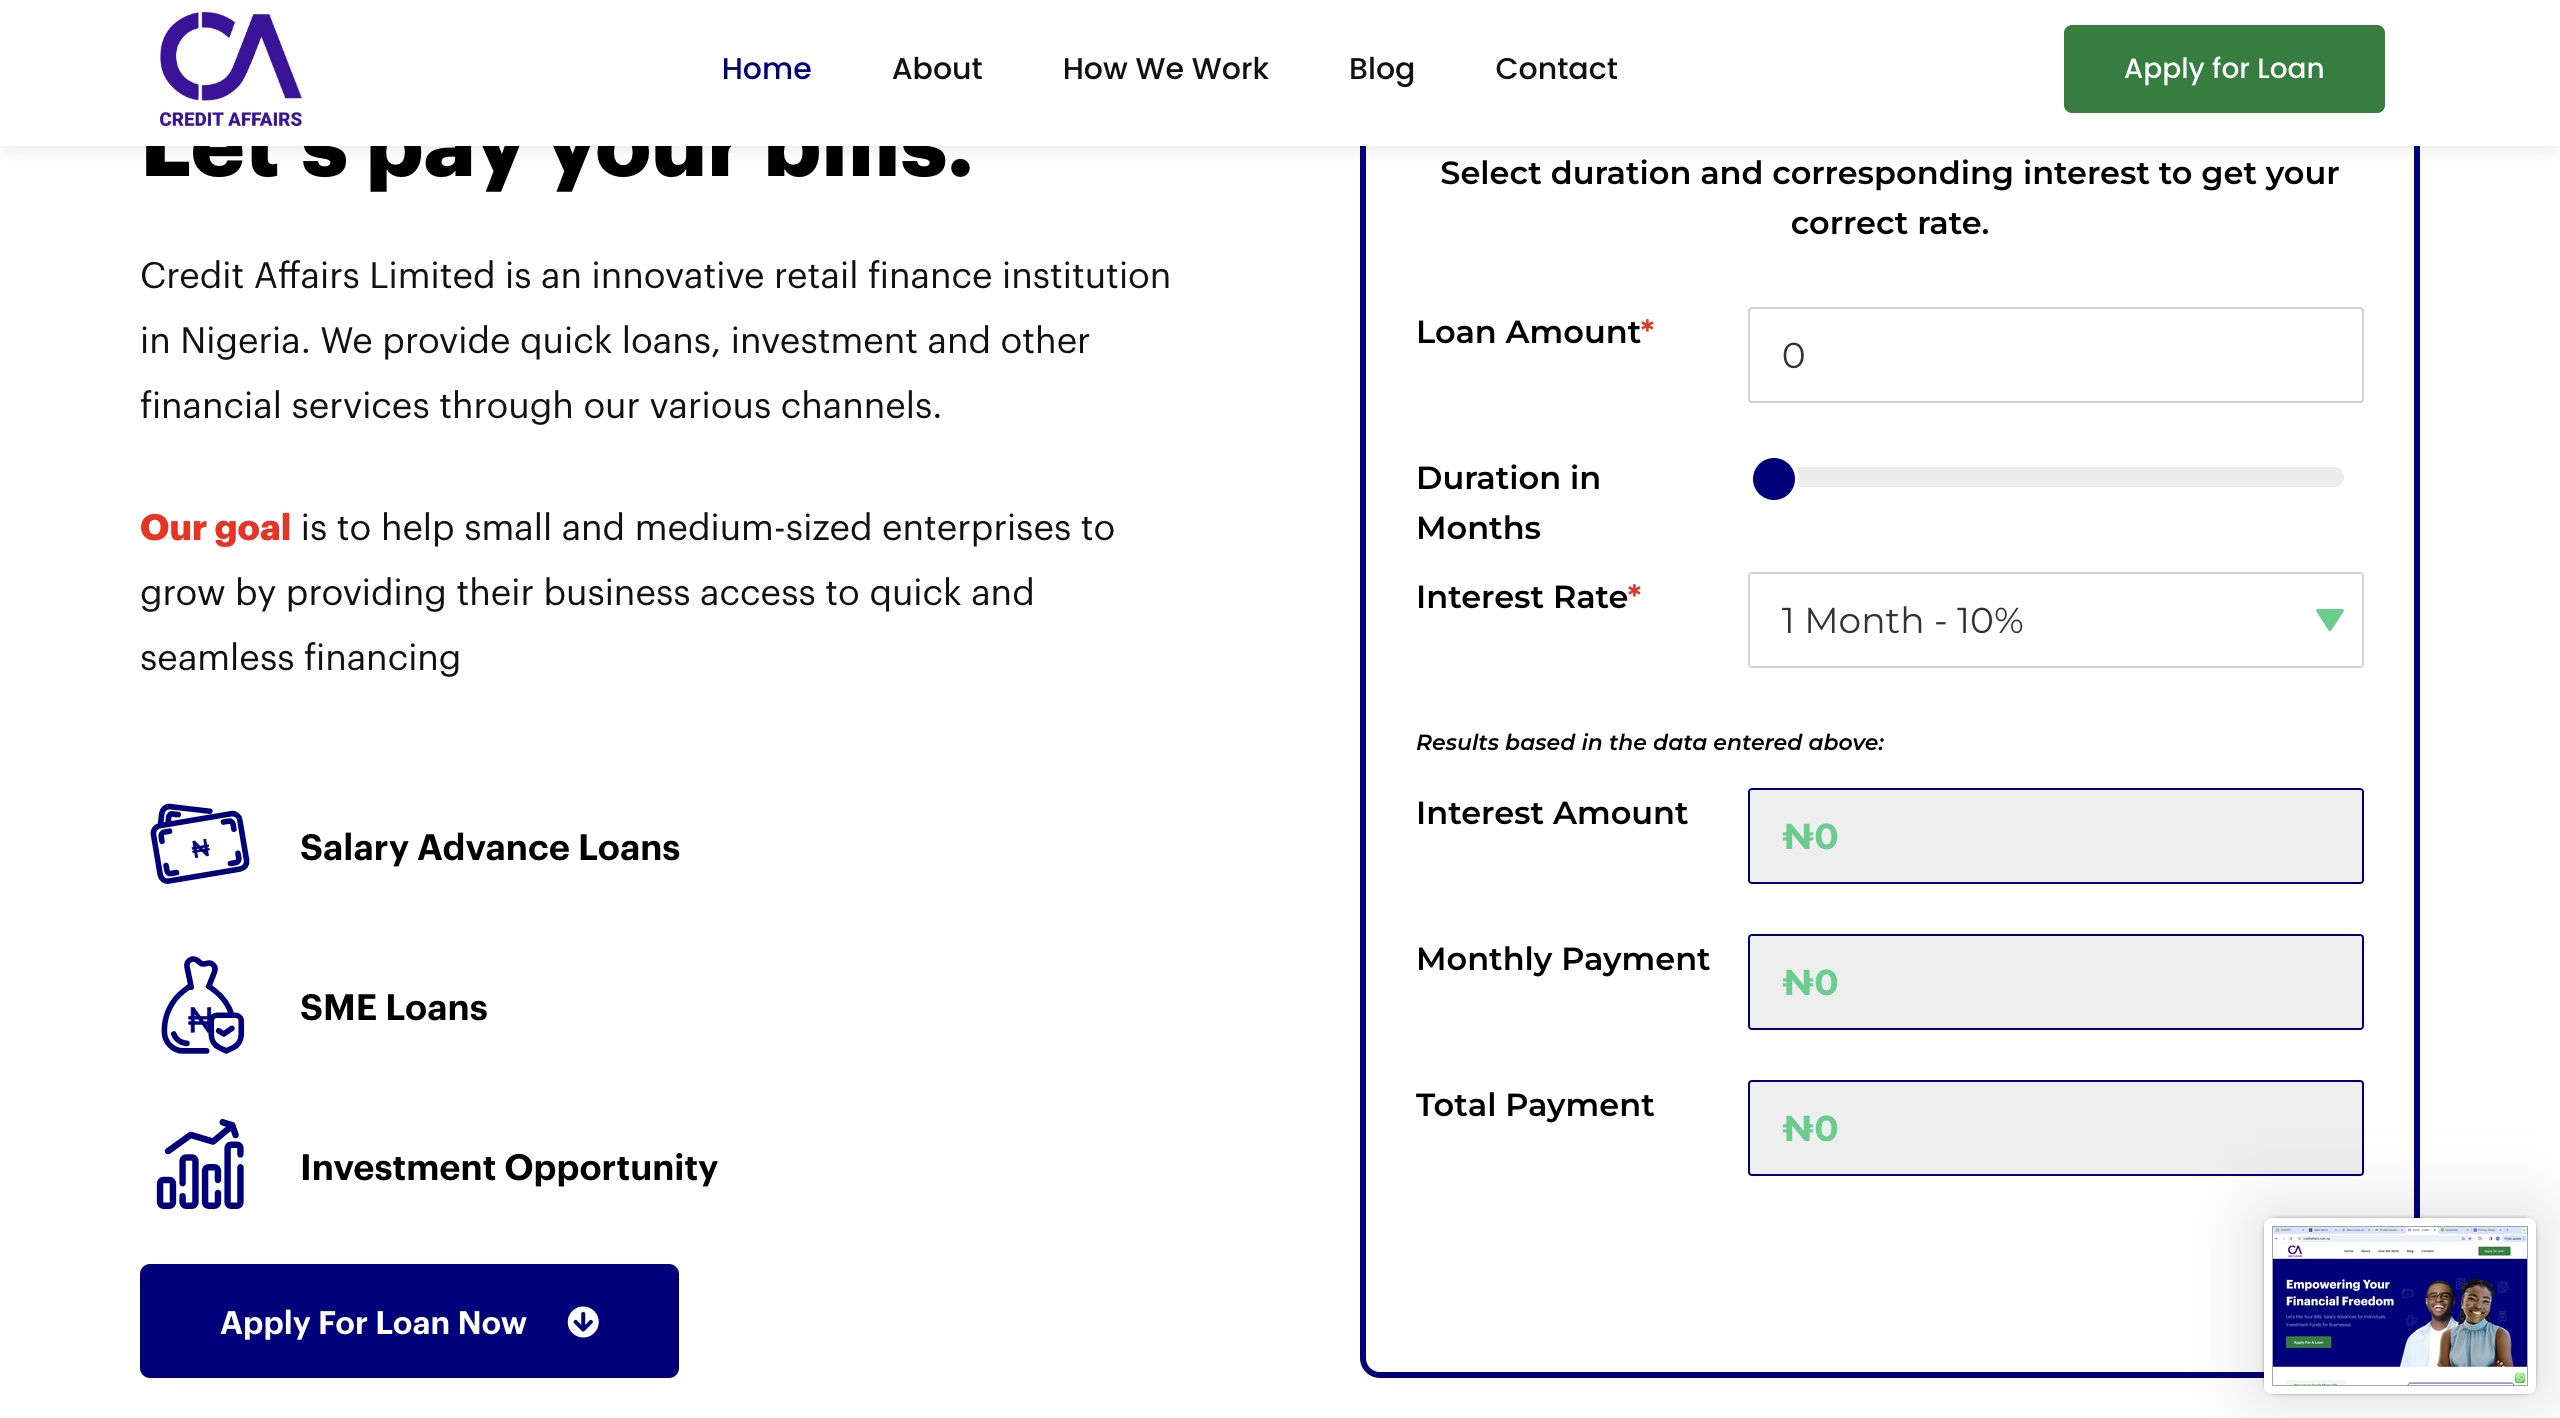 CREDIT AFFAIRS
Home
About
How We Work
Blog
Contact
Apply for Loan
Let's pay your bills.
Credit Affairs Limited is an innovative retail finance institution
in Nigeria. We provide quick loans, investment and other
financial services through our various channels.
Our goal is to help small and medium-sized enterprises to
grow by providing their business access to quick and
seamless financing
Salary Advance Loans
SME Loans
Investment Opportunity
Apply For Loan Now
Select duration and corresponding interest to get your
correct rate.
Loan Amount*
0
Duration in
Months
Interest Rate*
1 Month - 10%
Results based in the data entered above:
Interest Amount
₦0
Monthly Payment
₦0
Total Payment
₦0
Empowering Your
Financial Freedom